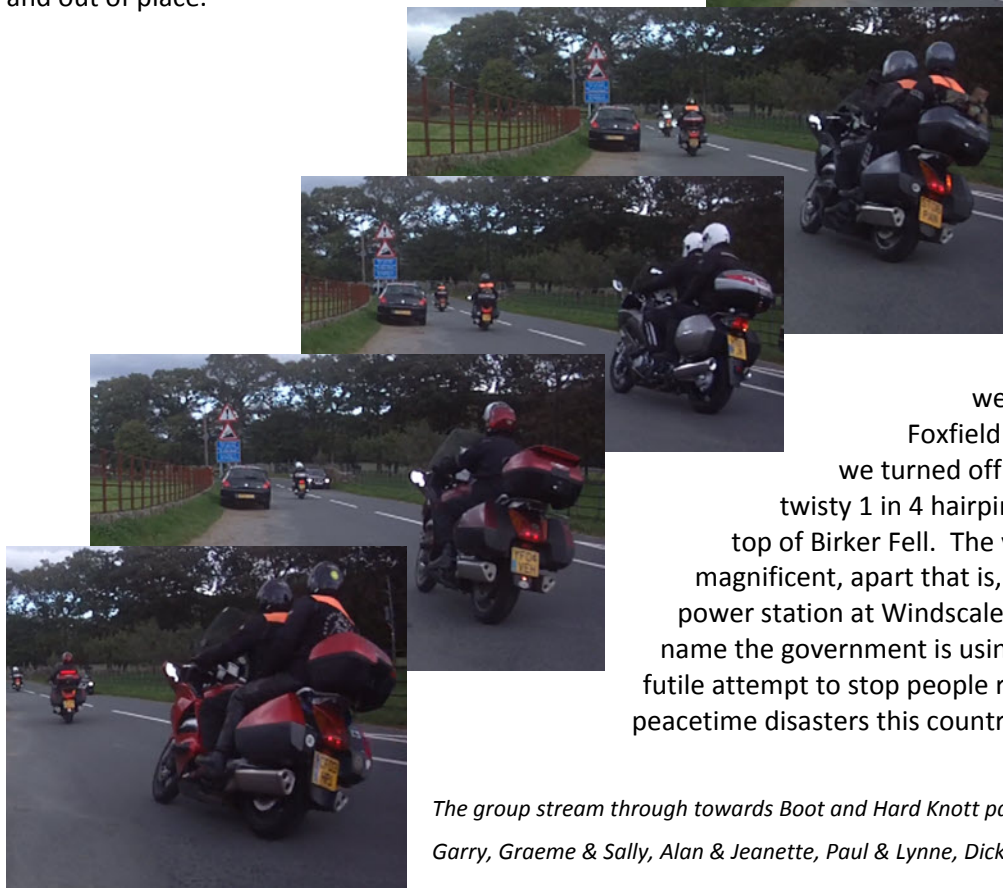 and out of place.
we
Foxfield
we turned off
twisty 1 in 4 hairpi
top of Birker Fell. The
magnificent, apart that is,
power station at Windscale
name the government is usin
futile attempt to stop people
peacetime disasters this countr
YF04
VEH
The group stream through towards Boot and Hard Knott pa
Garry, Graeme & Sally, Alan & Jeanette, Paul & Lynne, Dick